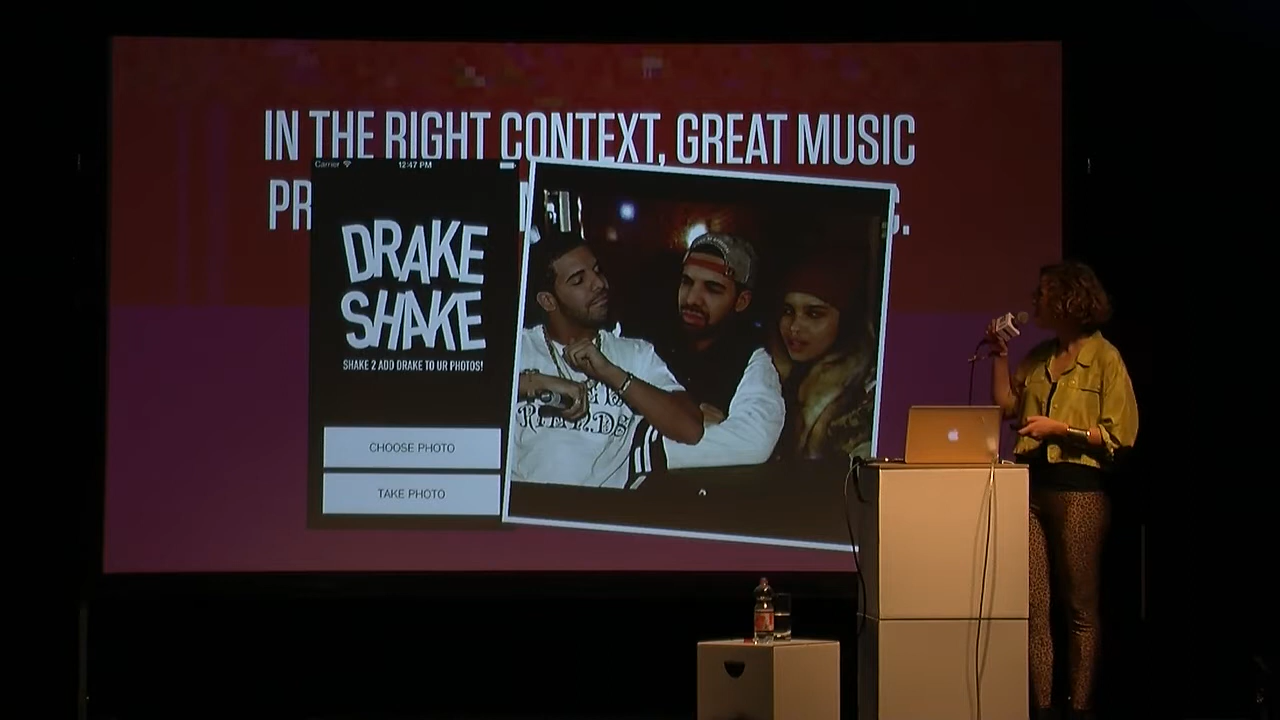 IN THE RIGHT CONTEXT, GREAT MUSIC
PR
Carrier 12:47 PM
DRAKE
SHAKE
SHAKE 2 ADD DRAKE TO UR PHOTOS!
CHOOSE PHOTO
TAKE PHOTO